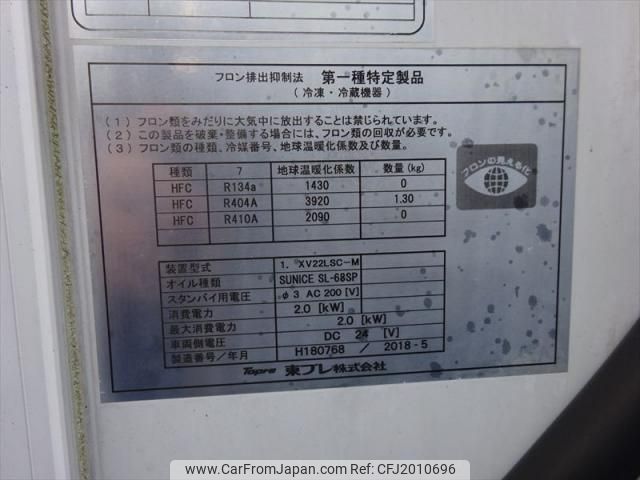 フロン排出抑制法 第一種特定製品
(冷凍・冷蔵機器)
(1) フロン類をみだりに大気中に放出することは禁じられています。
(2) この製品を破棄・整備する場合には、フロン類の回収が必要です。
(3) フロン類の種類、冷媒番号、地球温暖化係数及び数量。
種類 7 地球温暖化係数 数量(kg)
HFC R134a 1430 0
HFC R404A 3920 1.30
HFC R410A 2090 0
フロンの見える化
装置型式 1. XV22LSC-M
オイル種類 SUNICE SL-68SP
スタンバイ用電圧 φ3 AC 200 [V]
消費電力 2.0 [kW]
最大消費電力 2.0 [kW]
車両側電圧 DC 24 [V]
製造番号/年月 H180768 / 2018-5
Topre 東プレ株式会社
www.CarFromJapan.com | CarFromJapan | CFJ2010696